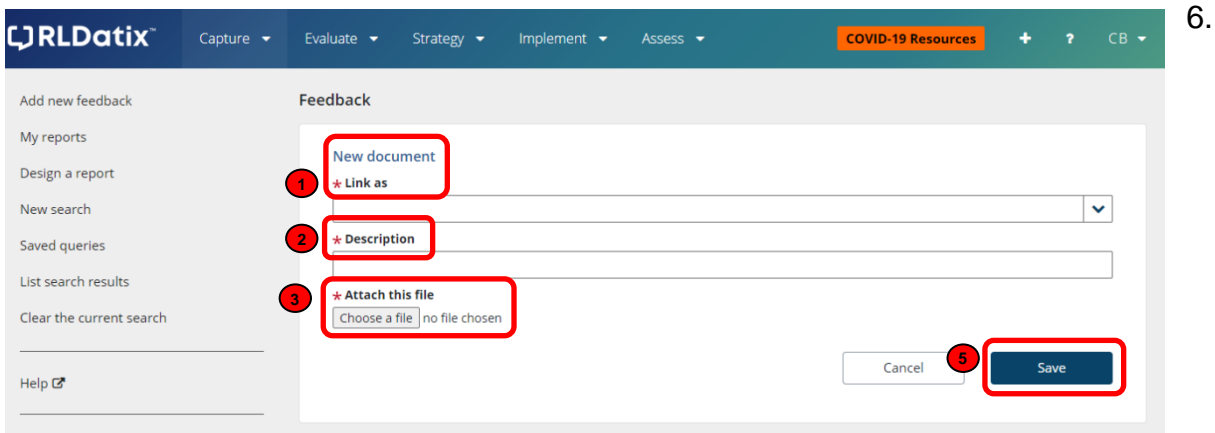 RLDatix™ Capture Evaluate Strategy Implement Assess COVID-19 Resources + ? CB
6.
Add new feedback
My reports
Design a report
New search
Saved queries
List search results
Clear the current search
Help
Feedback
New document
1 * Link as
2 * Description
3 * Attach this file
Choose a file no file chosen
Cancel 5 Save